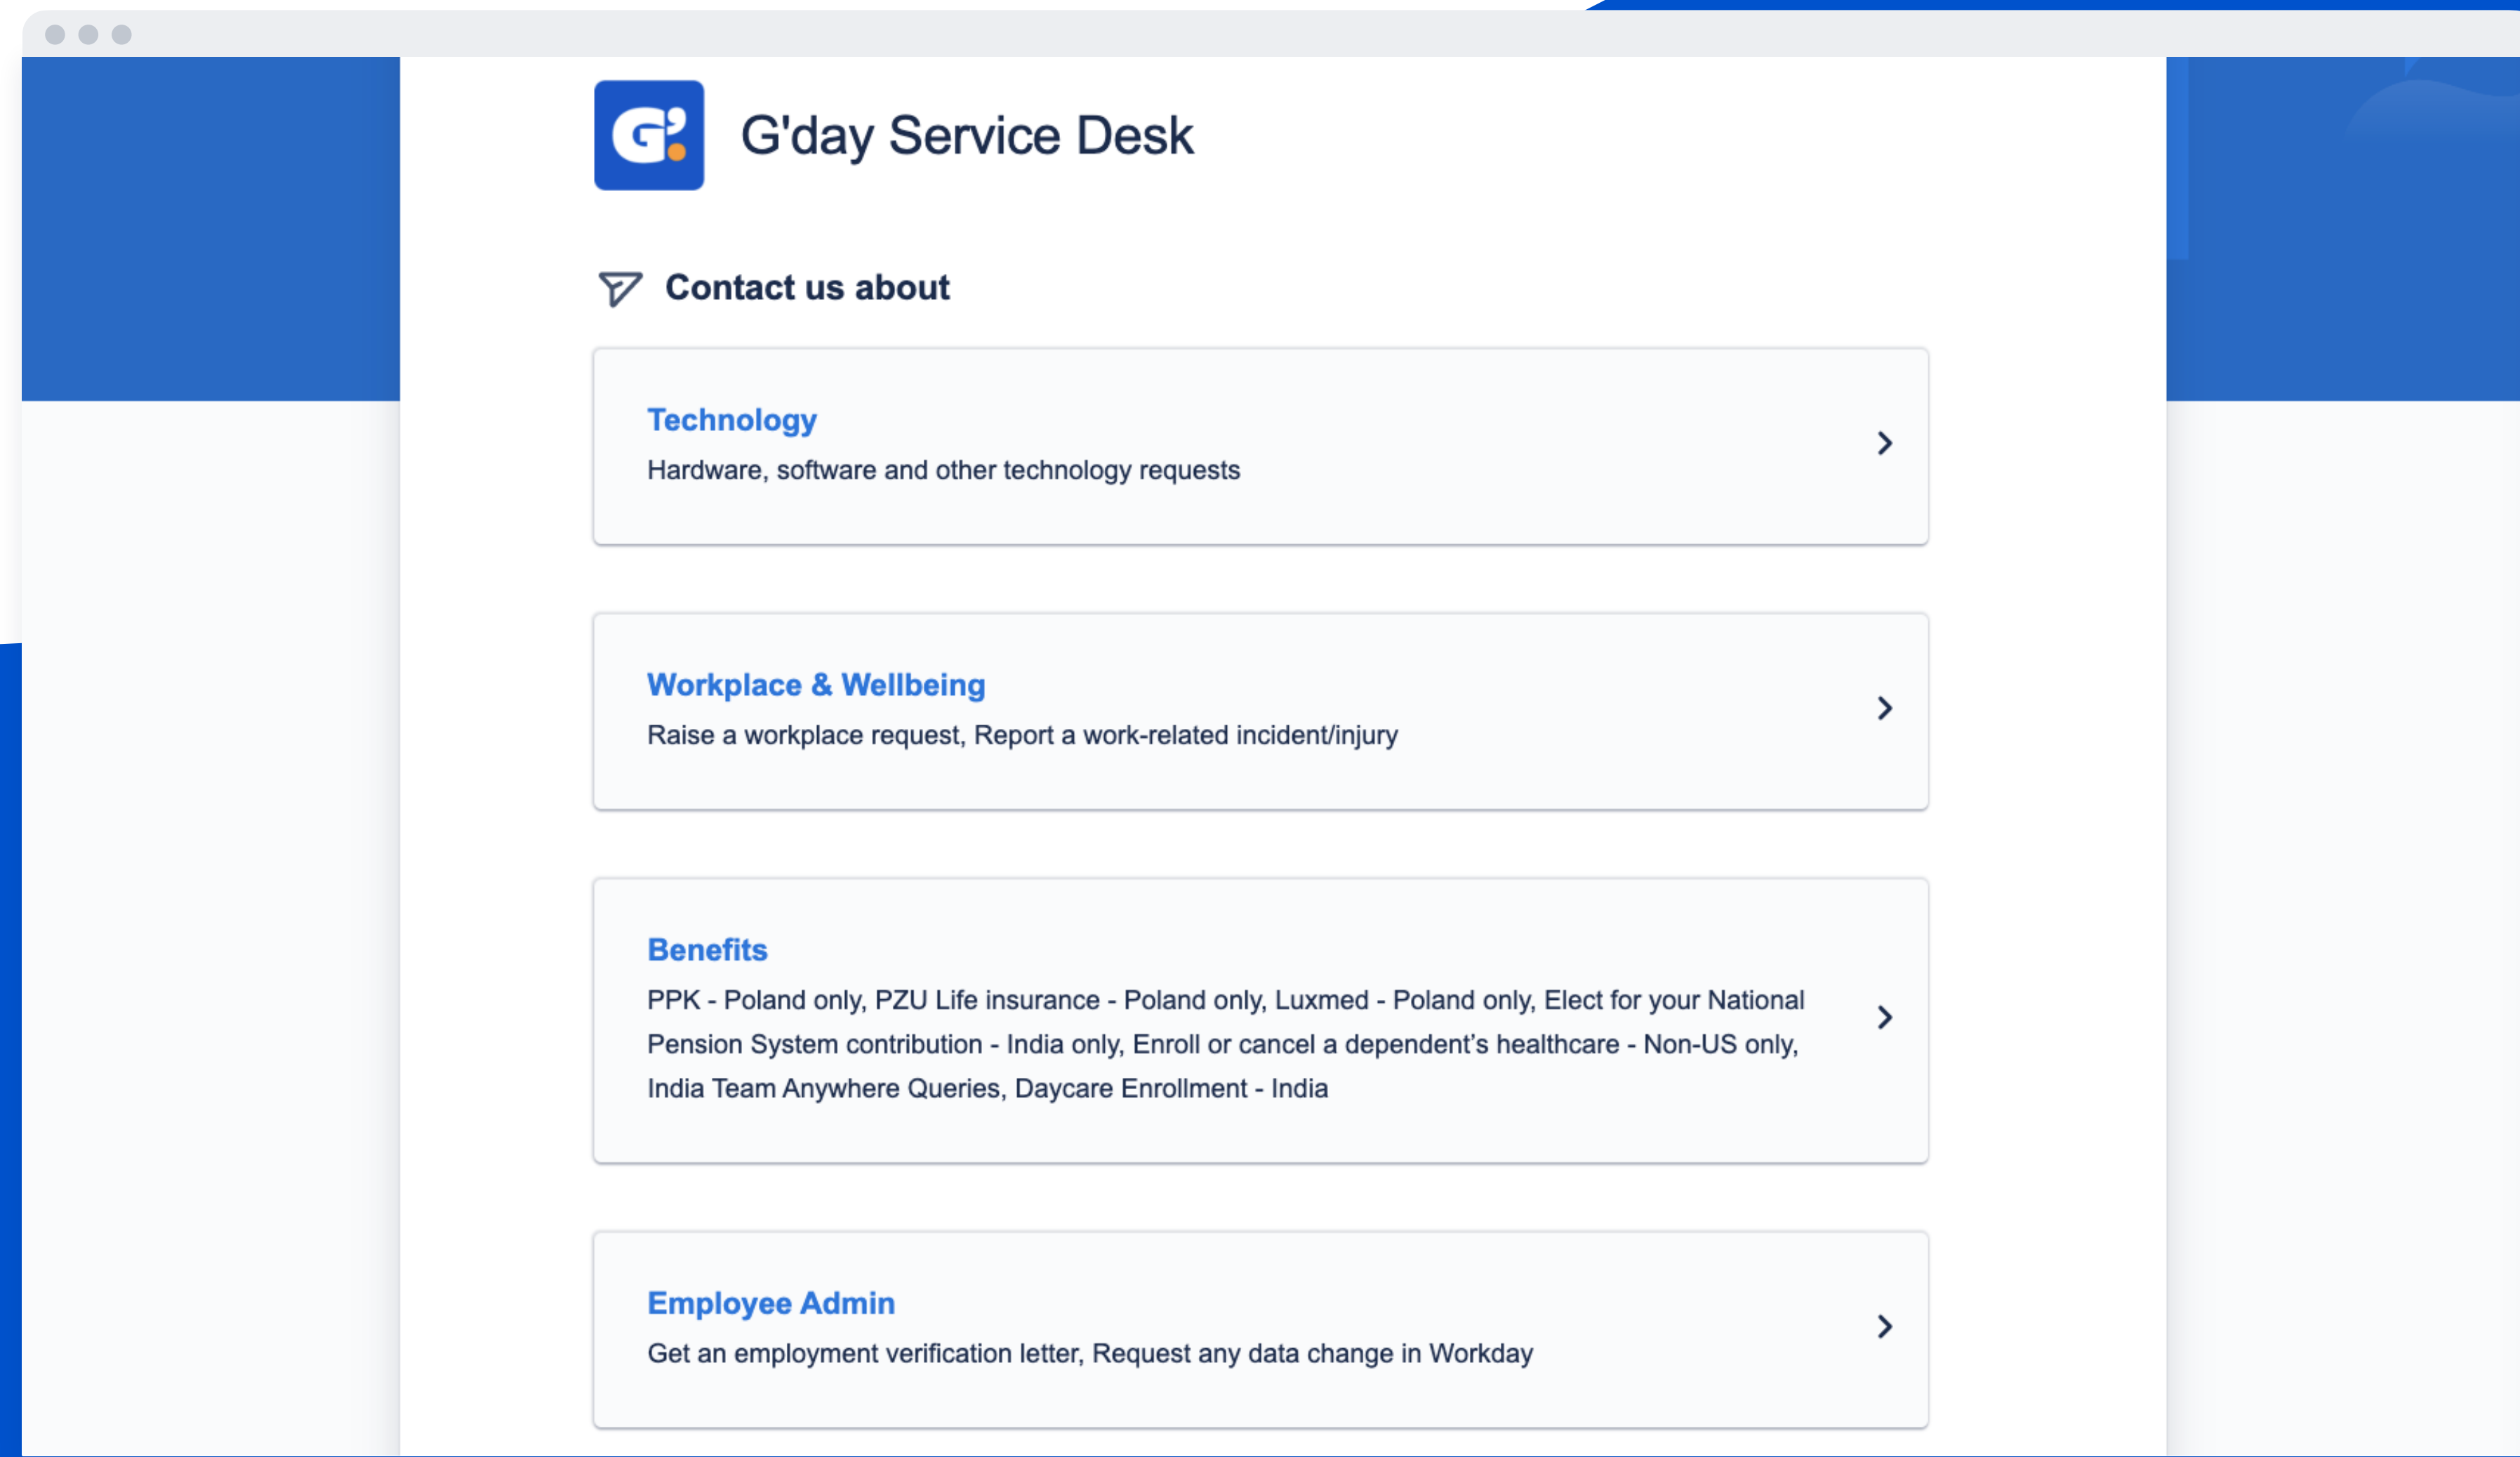 G'
G'day Service Desk
Contact us about
Technology
Hardware, software and other technology requests
Workplace & Wellbeing
Raise a workplace request, Report a work-related incident/injury
Benefits
PPK - Poland only, PZU Life insurance - Poland only, Luxmed - Poland only, Elect for your National
Pension System contribution - India only, Enroll or cancel a dependent’s healthcare - Non-US only,
India Team Anywhere Queries, Daycare Enrollment - India
Employee Admin
Get an employment verification letter, Request any data change in Workday